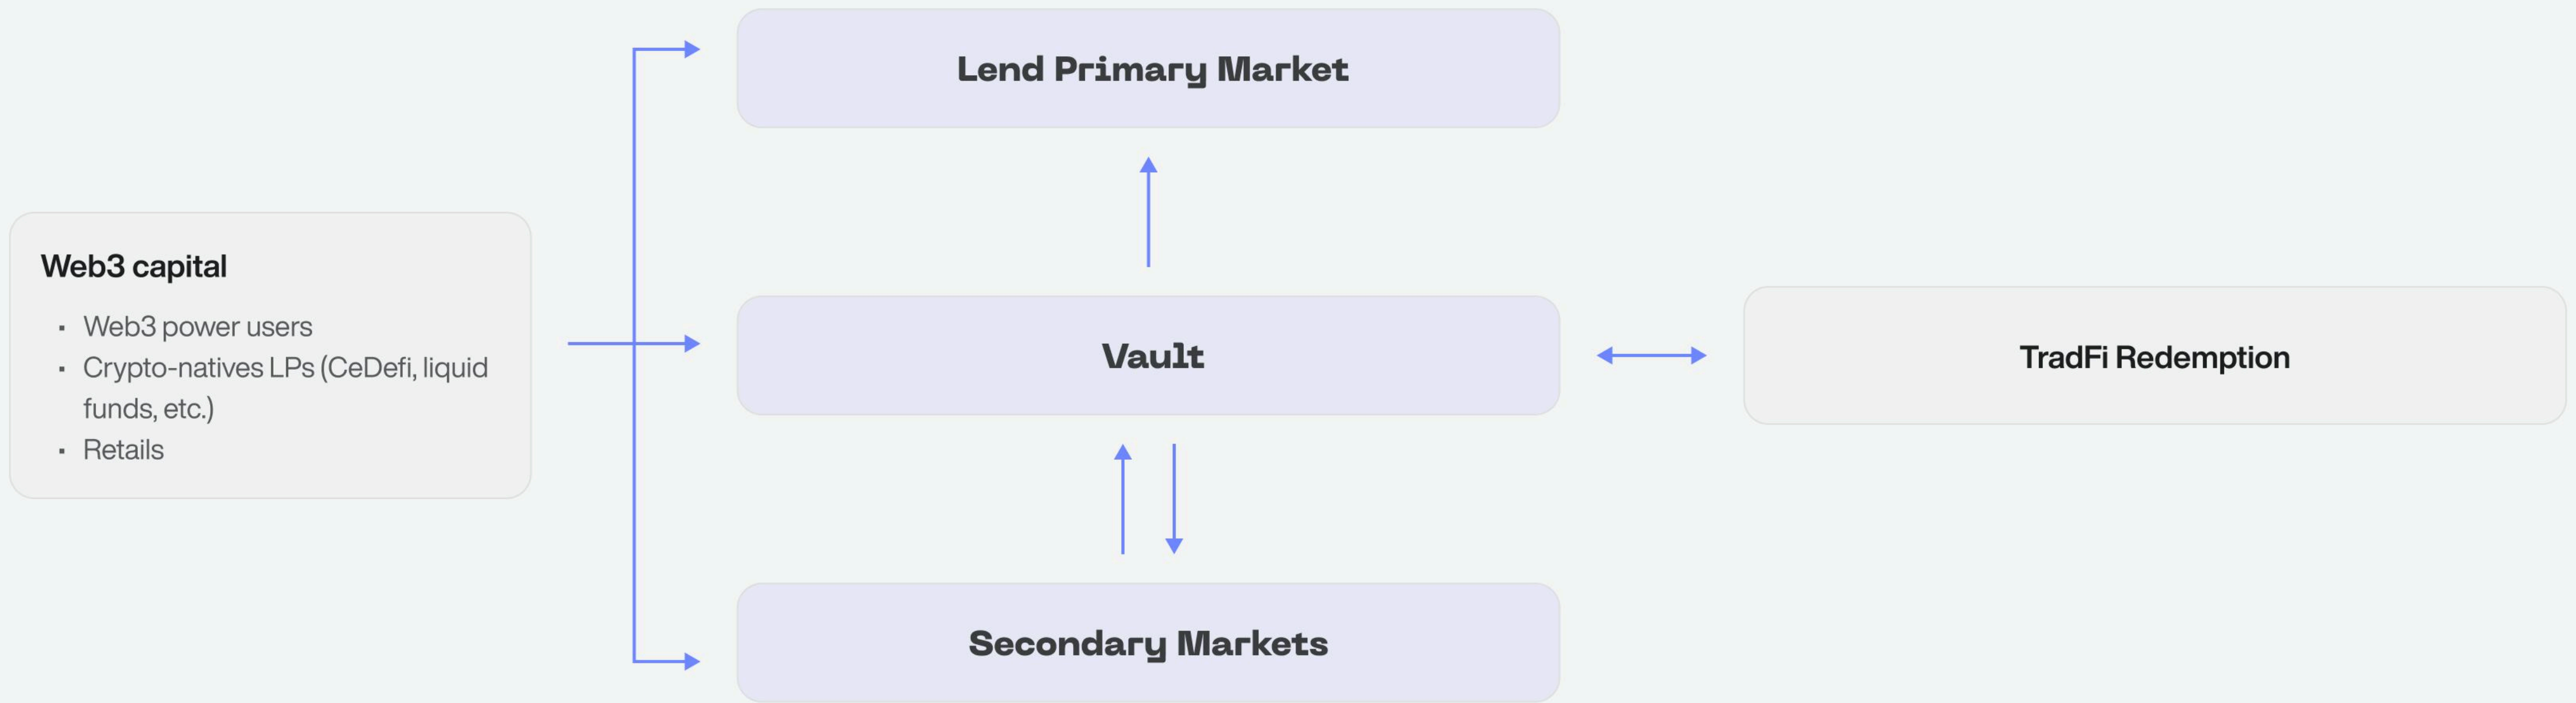 Lend Primary Market
Web3 capital
▪ Web3 power users
▪ Crypto-natives LPs (CeDefi, liquid
funds, etc.)
▪ Retails
Vault
TradFi Redemption
Secondary Markets